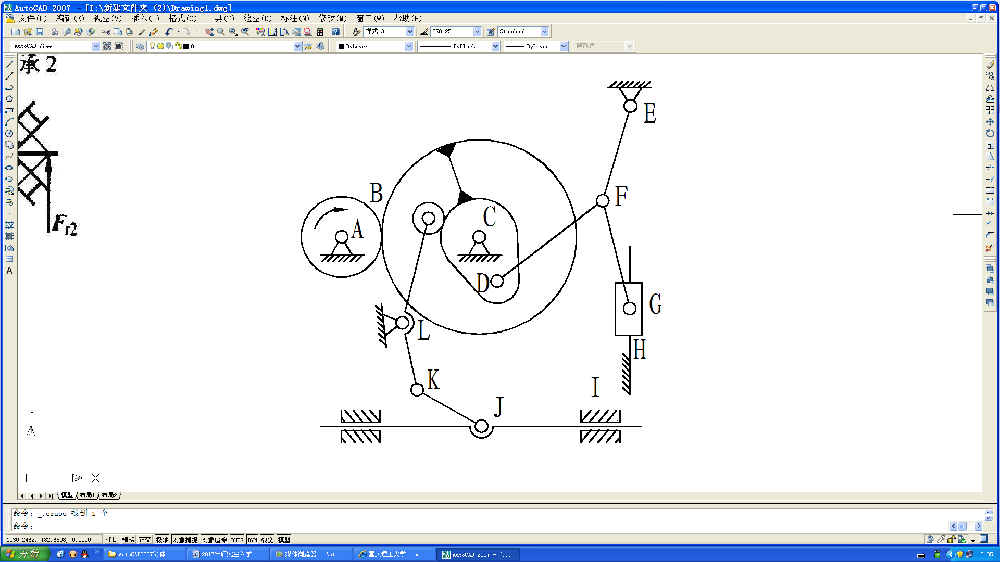 AutoCAD 2007 - [I:\新建文件夹 (2)\Drawing1.dwg]
文件(F) 编辑(E) 视图(V) 插入(I) 格式(O) 工具(T) 绘图(D) 标注(N) 修改(M) 窗口(W) 帮助(H)
样式 3 ISO-25 Standard
AutoCAD 经典 0 ByLayer ByBlock ByLayer 随颜色
承 2
E
B
F
C
A
Fr2
D
G
L
H
K
I
J
Y
X
A
模型 布局1 布局2
命令: _.erase 找到 1 个
命令:
1030.2462, 182.6898, 0.0000 捕捉 栅格 正交 极轴 对象捕捉 对象追踪 DUCS DYN 线宽 模型
开始 AutoCAD2007简体... 2017年研究生入学... 媒体浏览器 - Aut... 重庆理工大学 - W... AutoCAD 2007 - [... 13:05